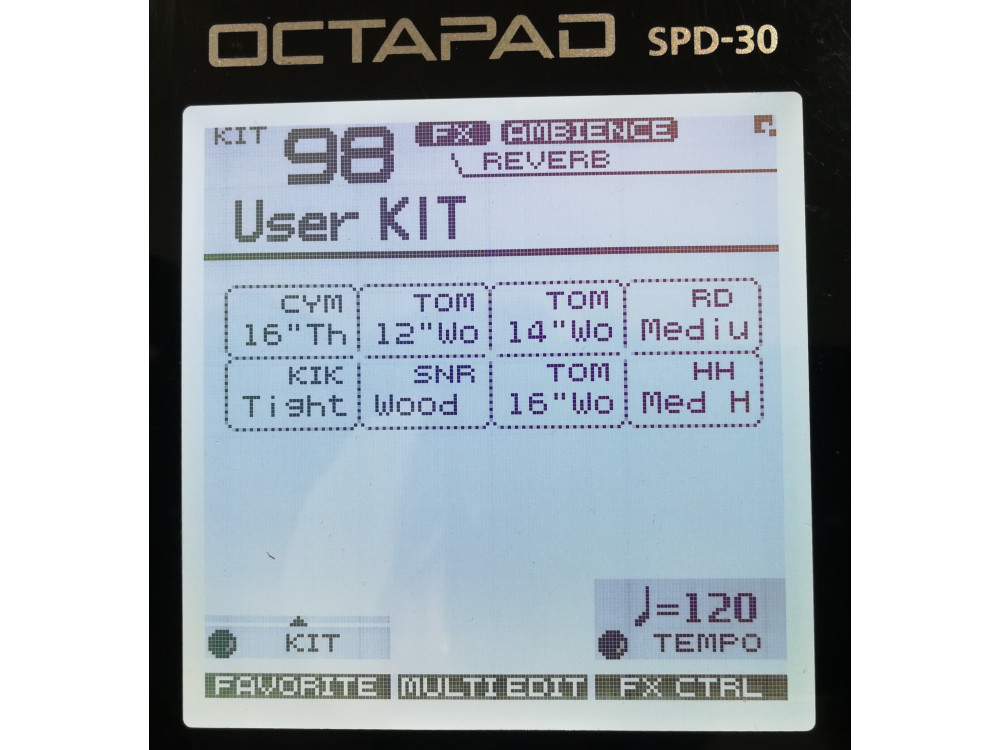 OCTAPAD SPD-30
KIT 98 FX AMBIENCE
REVERB
User KIT
CYM TOM TOM RD
16"Th 12"Wo 14"Wo Mediu
KIK SNR TOM HH
Tight Wood 16"Wo Med H
♩=120
KIT TEMPO
FAVORITE MULTI EDIT FX CTRL